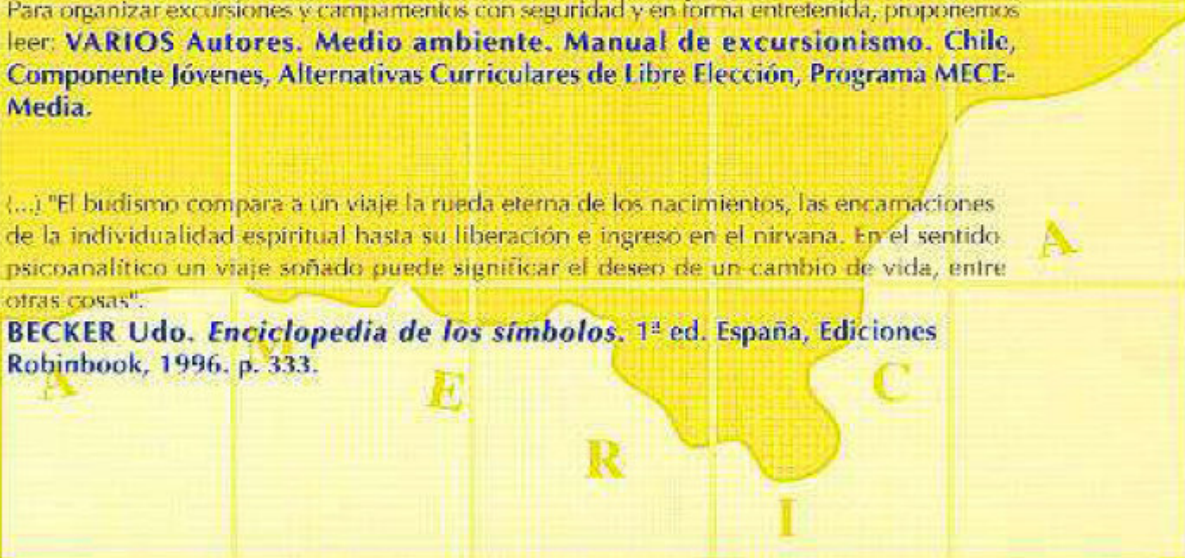 Para organizar excursiones y campamentos con seguridad y en forma entretenida, proponemos
leer: VARIOS Autores. Medio ambiente. Manual de excursionismo. Chile,
Componente Jóvenes, Alternativas Curriculares de Libre Elección, Programa MECE-
Media.
(...) "El budismo compara a un viaje la rueda eterna de los nacimientos, las encarnaciones
de la individualidad espiritual hasta su liberación e ingreso en el nirvana. En el sentido
psicoanalítico un viaje soñado puede significar el deseo de un cambio de vida, entre
otras cosas".
BECKER Udo. Enciclopedia de los símbolos. 1ª ed. España, Ediciones
Robinbook, 1996. p. 333.
A M E R I C A